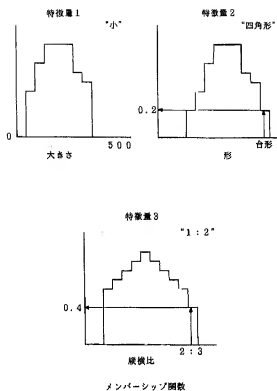 特徴量1
"小"
0
500
大きさ
特徴量2
"四角形"
0.2
台形
形
特徴量3
"1:2"
0.4
2:3
縦横比
メンバーシップ関数